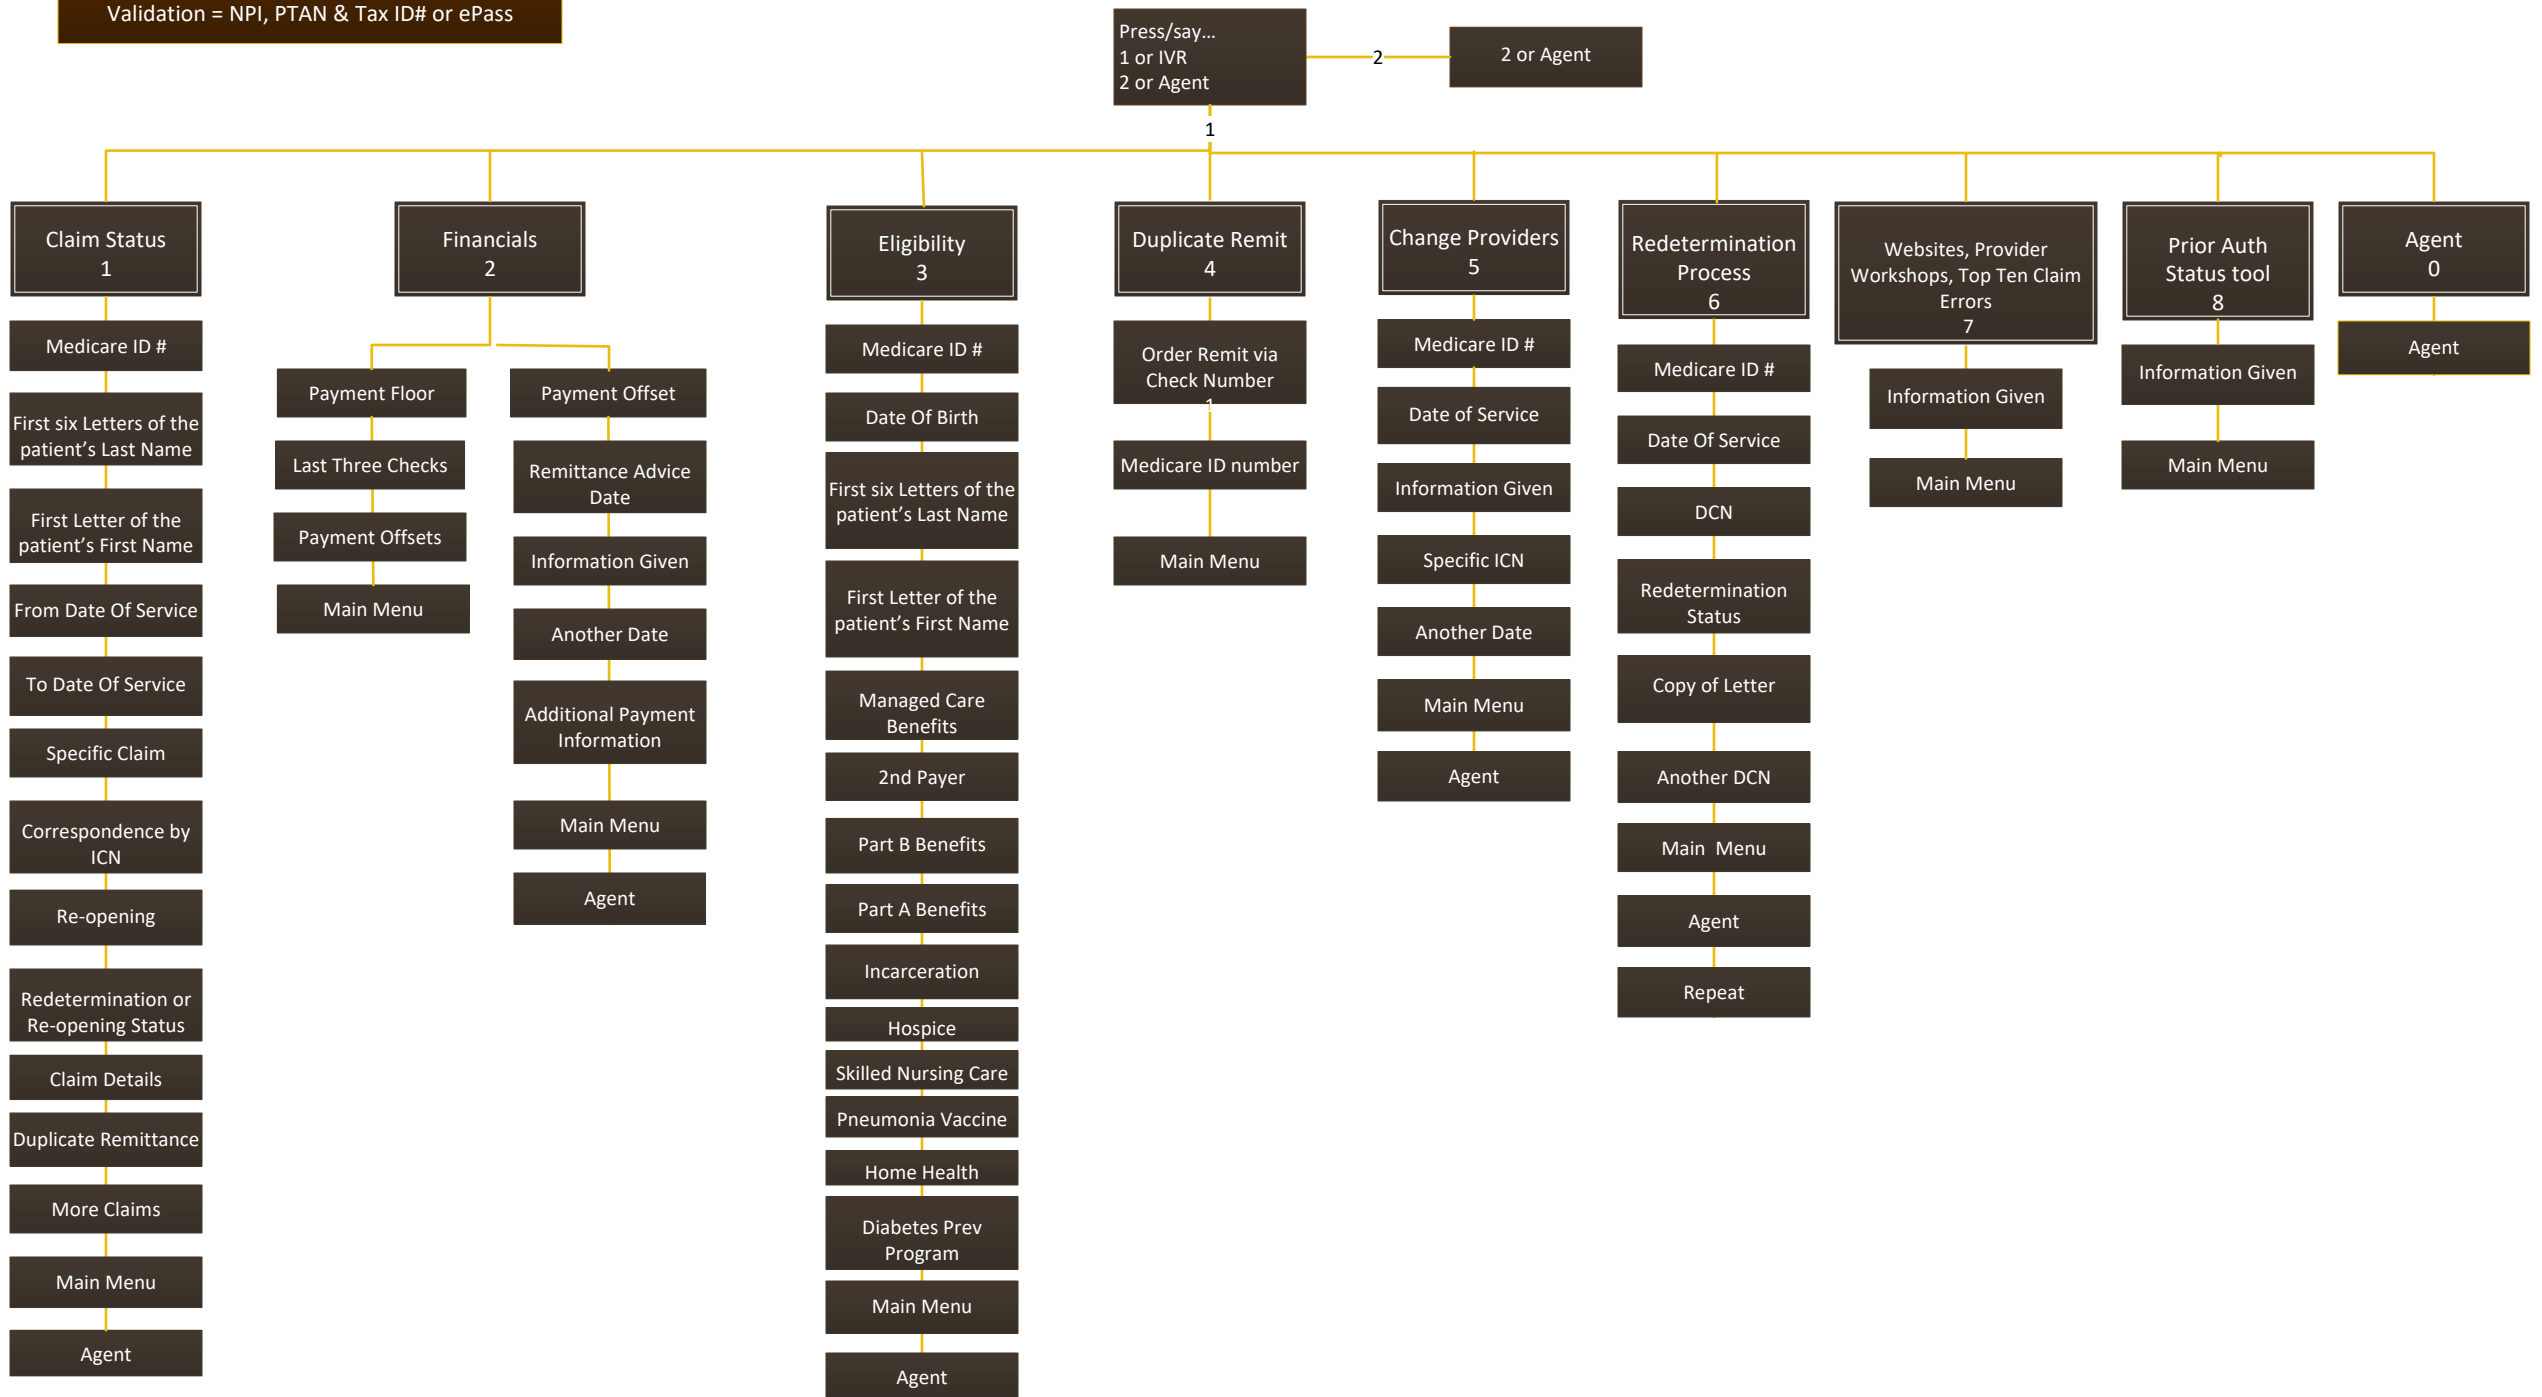 Validation = NPI, PTAN & Tax ID# or ePass
Press/say...
1 or IVR
2 or Agent
2
2 or Agent
1
Claim Status
1
Medicare ID #
First six Letters of the
patient's Last Name
First Letter of the
patient's First Name
From Date Of Service
To Date Of Service
Specific Claim
Correspondence by
ICN
Re-opening
Redetermination or
Re-opening Status
Claim Details
Duplicate Remittance
More Claims
Main Menu
Agent
Financials
2
Payment Floor
Last Three Checks
Payment Offsets
Main Menu
Payment Offset
Remittance Advice
Date
Information Given
Another Date
Additional Payment
Information
Main Menu
Agent
Eligibility
3
Medicare ID #
Date Of Birth
First six Letters of the
patient's Last Name
First Letter of the
patient's First Name
Managed Care
Benefits
2nd Payer
Part B Benefits
Part A Benefits
Incarceration
Hospice
Skilled Nursing Care
Pneumonia Vaccine
Home Health
Diabetes Prev
Program
Main Menu
Agent
Duplicate Remit
4
Order Remit via
Check Number
1
Medicare ID number
Main Menu
Change Providers
5
Medicare ID #
Date of Service
Information Given
Specific ICN
Another Date
Main Menu
Agent
Redetermination
Process
6
Medicare ID #
Date Of Service
DCN
Redetermination
Status
Copy of Letter
Another DCN
Main  Menu
Agent
Repeat
Websites, Provider
Workshops, Top Ten Claim
Errors
7
Information Given
Main Menu
Prior Auth
Status tool
8
Information Given
Main Menu
Agent
0
Agent